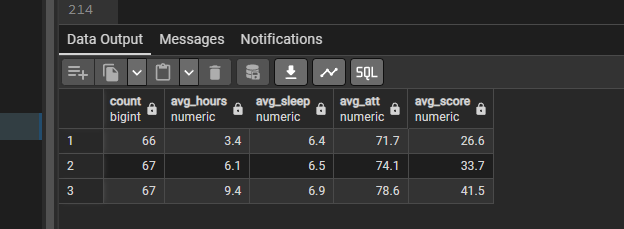 214
Data Output Messages Notifications
SQL
count avg_hours avg_sleep avg_att avg_score
bigint numeric numeric numeric numeric
1 66 3.4 6.4 71.7 26.6
2 67 6.1 6.5 74.1 33.7
3 67 9.4 6.9 78.6 41.5